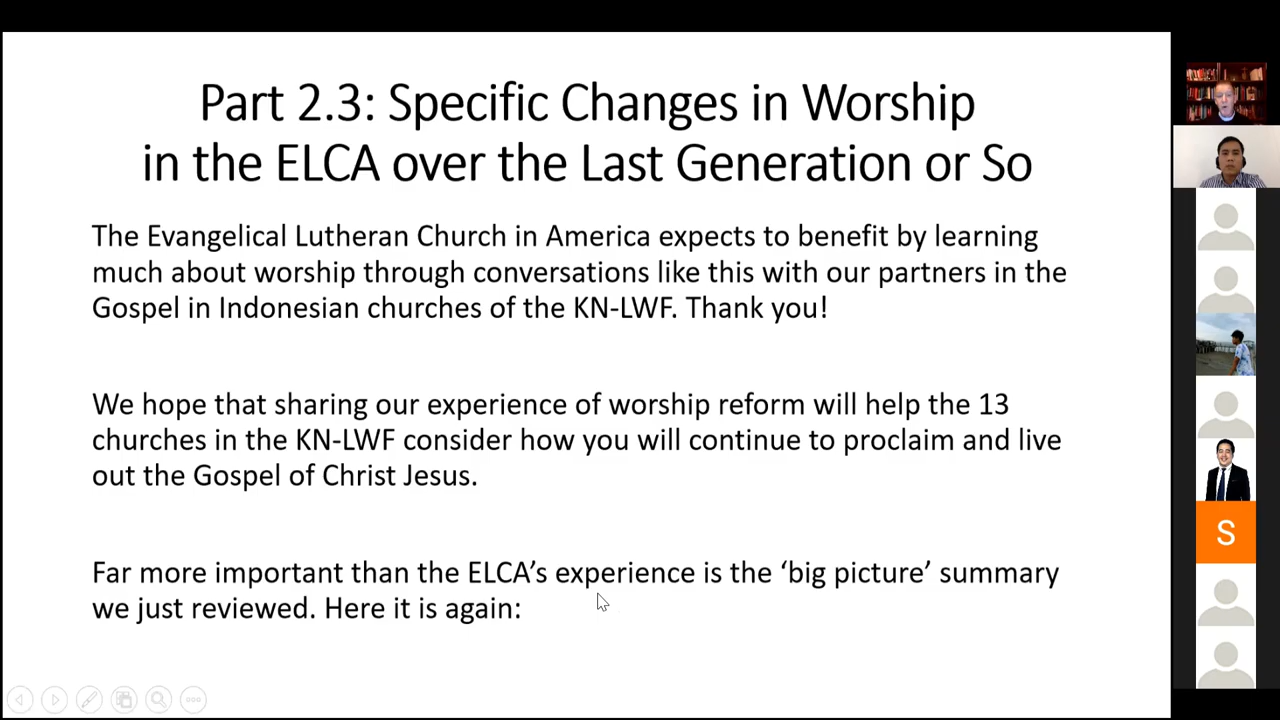 Part 2.3: Specific Changes in Worship
in the ELCA over the Last Generation or So
The Evangelical Lutheran Church in America expects to benefit by learning
much about worship through conversations like this with our partners in the
Gospel in Indonesian churches of the KN-LWF. Thank you!
We hope that sharing our experience of worship reform will help the 13
churches in the KN-LWF consider how you will continue to proclaim and live
out the Gospel of Christ Jesus.
Far more important than the ELCA’s experience is the ‘big picture’ summary
we just reviewed. Here it is again:
S